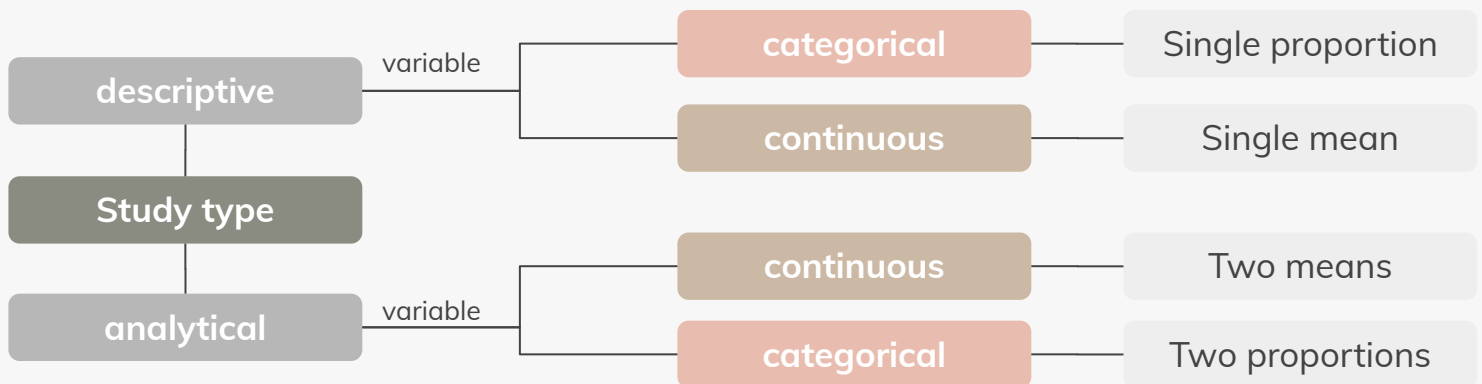 descriptive
variable
categorical
Single proportion
continuous
Single mean
Study type
analytical
variable
continuous
Two means
categorical
Two proportions